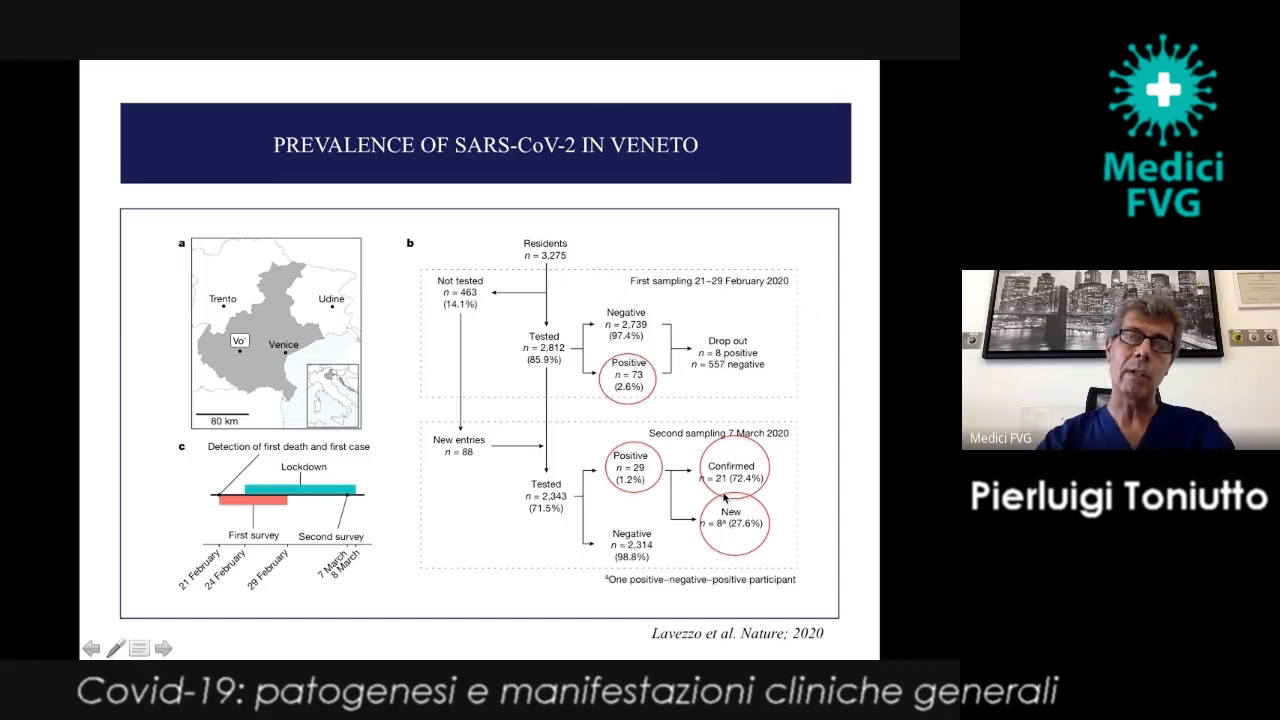 PREVALENCE OF SARS-CoV-2 IN VENETO
a
Trento
Udine
Vo'
Venice
80 km
b
Residents
n = 3,275
First sampling 21–29 February 2020
Not tested
n = 463
(14.1%)
Tested
n = 2,812
(85.9%)
Negative
n = 2,739
(97.4%)
Positive
n = 73
(2.6%)
Drop out
n = 8 positive
n = 557 negative
Second sampling 7 March 2020
New entries
n = 88
Tested
n = 2,343
(71.5%)
Positive
n = 29
(1.2%)
Confirmed
n = 21 (72.4%)
New
n = 8ª (27.6%)
Negative
n = 2,314
(98.8%)
ªOne positive–negative–positive participant
c
Detection of first death and first case
Lockdown
First survey
Second survey
21 February
24 February
29 February
7 March
8 March
Lavezzo et al. Nature; 2020
Medici
FVG
Medici FVG
Pierluigi Toniutto
Covid-19: patogenesi e manifestazioni cliniche generali